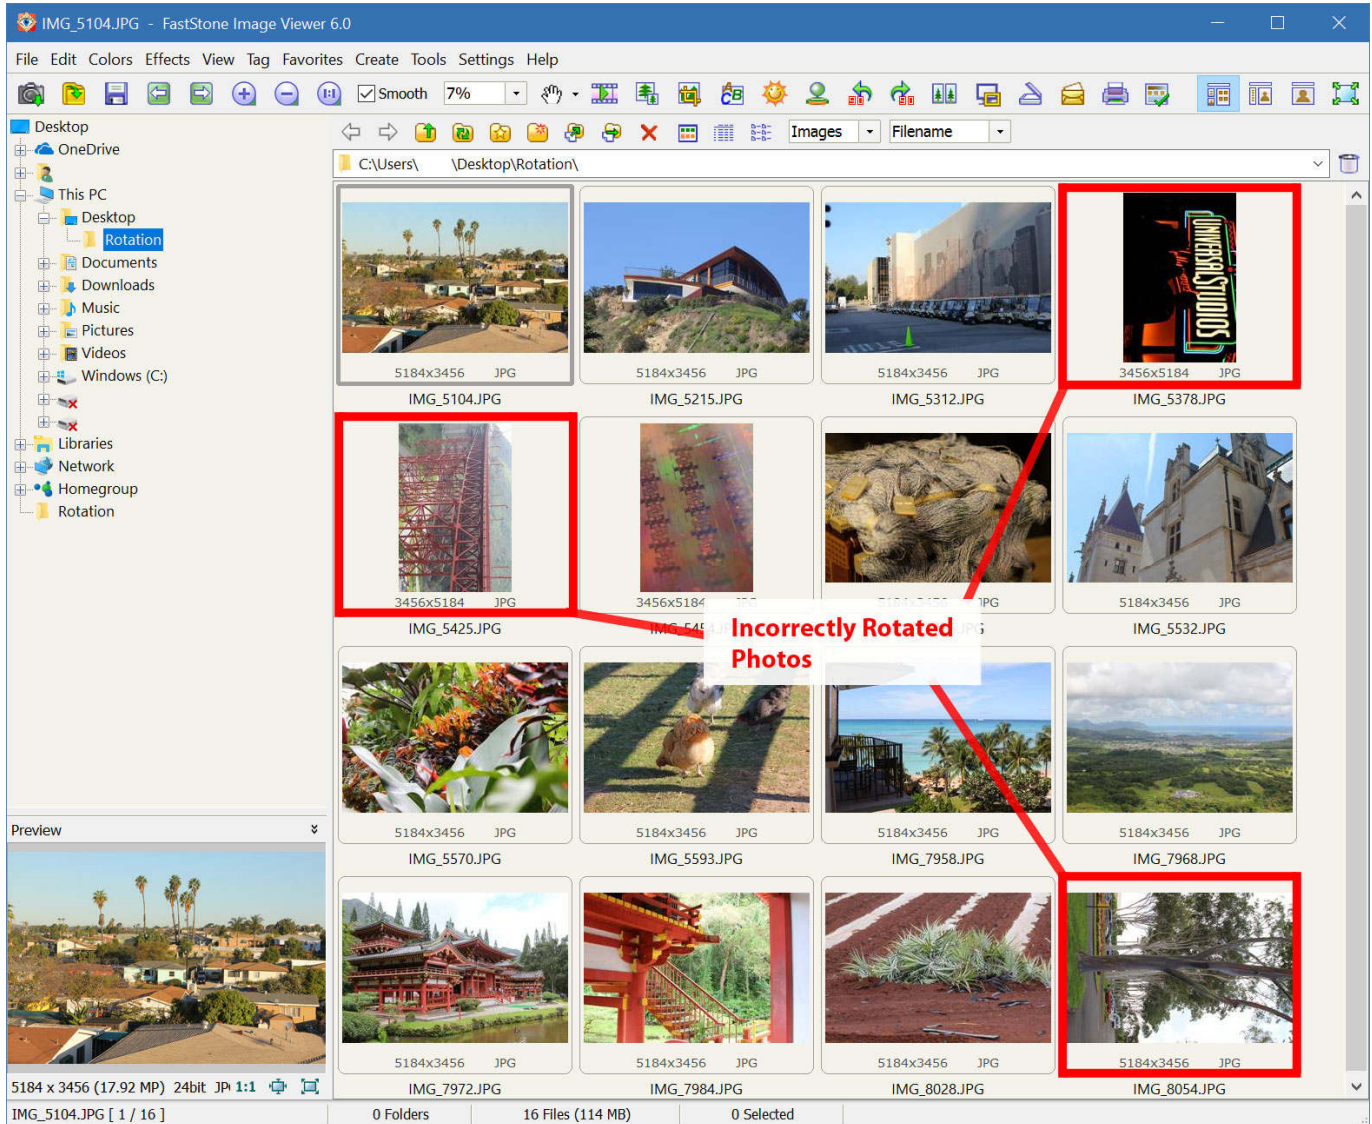 IMG_5104.JPG - FastStone Image Viewer 6.0
File Edit Colors Effects View Tag Favorites Create Tools Settings Help
1:1 Smooth 7%
Desktop
OneDrive
This PC
Desktop
Rotation
Documents
Downloads
Music
Pictures
Videos
Windows (C:)
Libraries
Network
Homegroup
Rotation
Images Filename
C:\Users\ \Desktop\Rotation\
UNIVERSAL STUDIOS
5184x3456 JPG
IMG_5104.JPG
5184x3456 JPG
IMG_5215.JPG
5184x3456 JPG
IMG_5312.JPG
3456x5184 JPG
IMG_5378.JPG
3456x5184 JPG
IMG_5425.JPG
3456x5184
JPG
5184x3456 JPG
IMG_5532.JPG
Incorrectly Rotated
Photos
5184x3456 JPG
IMG_5570.JPG
5184x3456 JPG
IMG_5593.JPG
5184x3456 JPG
IMG_7958.JPG
5184x3456 JPG
IMG_7968.JPG
5184x3456 JPG
IMG_7972.JPG
5184x3456 JPG
IMG_7984.JPG
5184x3456 JPG
IMG_8028.JPG
5184x3456 JPG
IMG_8054.JPG
Preview
5184 x 3456 (17.92 MP) 24bit JP 1:1
IMG_5104.JPG [ 1 / 16 ] 0 Folders 16 Files (114 MB) 0 Selected